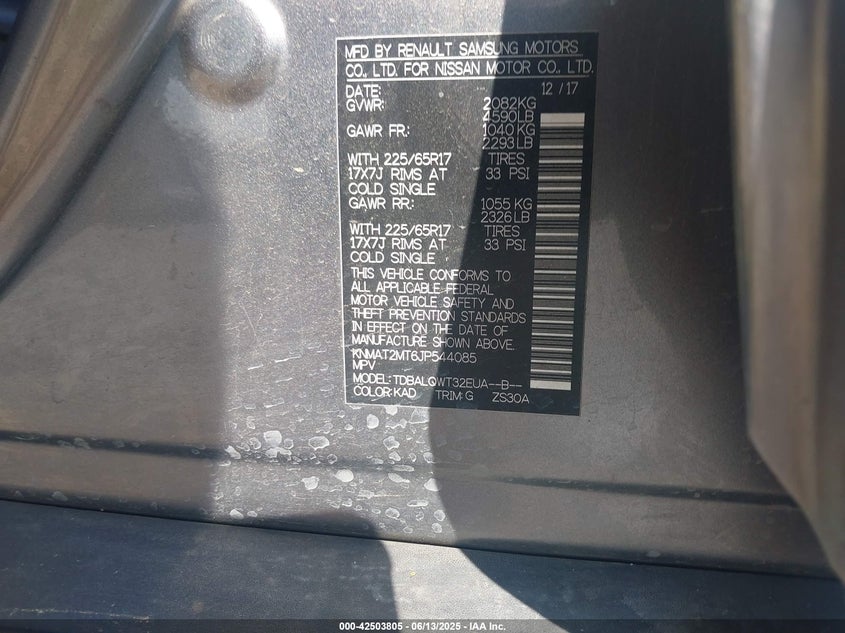 MFD BY RENAULT SAMSUNG MOTORS
CO., LTD. FOR NISSAN MOTOR CO., LTD.
DATE: 12 / 17
GVWR: 2082KG
4590LB
GAWR FR: 1040 KG
2293 LB
WITH 225/65R17 TIRES
17X7J RIMS AT 33 PSI
COLD SINGLE
GAWR RR: 1055 KG
2326 LB
WITH 225/65R17 TIRES
17X7J RIMS AT 33 PSI
COLD SINGLE
THIS VEHICLE CONFORMS TO
ALL APPLICABLE FEDERAL
MOTOR VEHICLE SAFETY AND
THEFT PREVENTION STANDARDS
IN EFFECT ON THE DATE OF
MANUFACTURE SHOWN ABOVE.
KNMAT2MT6JP544085
MPV
MODEL: TDBALQWT32EUA--B--
COLOR: KAD TRIM: G ZS30A
000-42503805 - 06/13/2025 - IAA Inc.